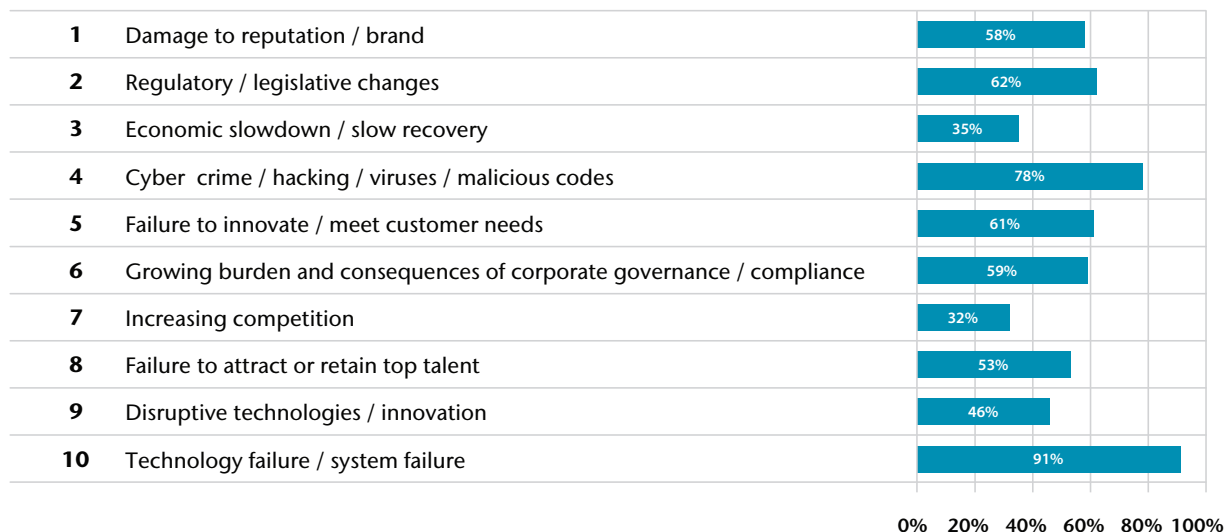 1 Damage to reputation / brand 58%
2 Regulatory / legislative changes 62%
3 Economic slowdown / slow recovery 35%
4 Cyber crime / hacking / viruses / malicious codes 78%
5 Failure to innovate / meet customer needs 61%
6 Growing burden and consequences of corporate governance / compliance 59%
7 Increasing competition 32%
8 Failure to attract or retain top talent 53%
9 Disruptive technologies / innovation 46%
10 Technology failure / system failure 91%
0% 20% 40% 60% 80% 100%